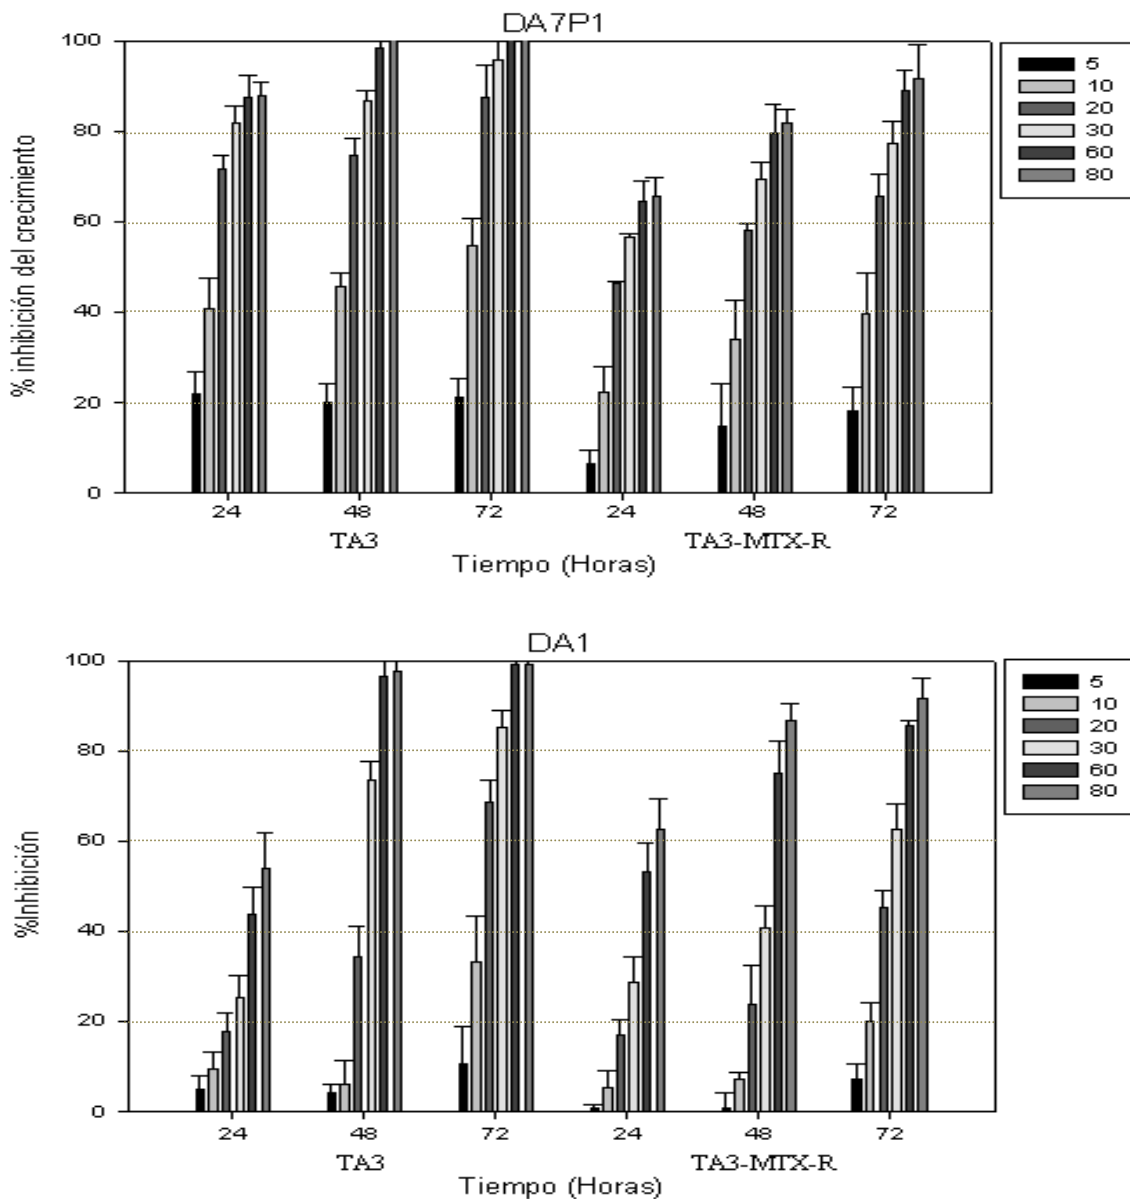 DA7P1
% inhibición del crecimiento
100
80
60
40
20
0
5
10
20
30
60
80
24 48 72 24 48 72
TA3 TA3-MTX-R
Tiempo (Horas)
DA1
%Inhibición
100
80
60
40
20
0
5
10
20
30
60
80
24 48 72 24 48 72
TA3 TA3-MTX-R
Tiempo (Horas)